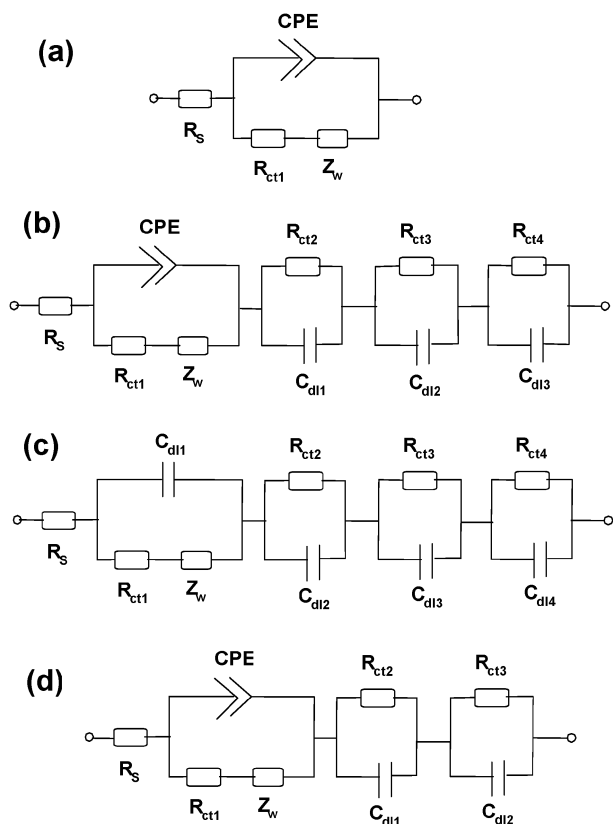 (a)
CPE
Rs
Rct1 Zw
(b)
CPE Rct2 Rct3 Rct4
Rs
Rct1 Zw Cdl1 Cdl2 Cdl3
(c)
Cdl1 Rct2 Rct3 Rct4
Rs
Rct1 Zw Cdl2 Cdl3 Cdl4
(d)
CPE Rct2 Rct3
Rs
Rct1 Zw Cdl1 Cdl2